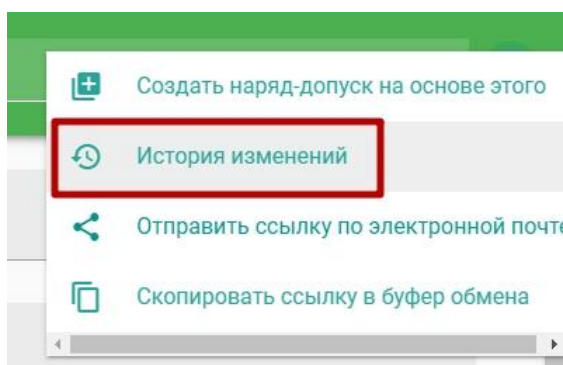 Создать наряд-допуск на основе этого
История изменений
Отправить ссылку по электронной почте
Скопировать ссылку в буфер обмена